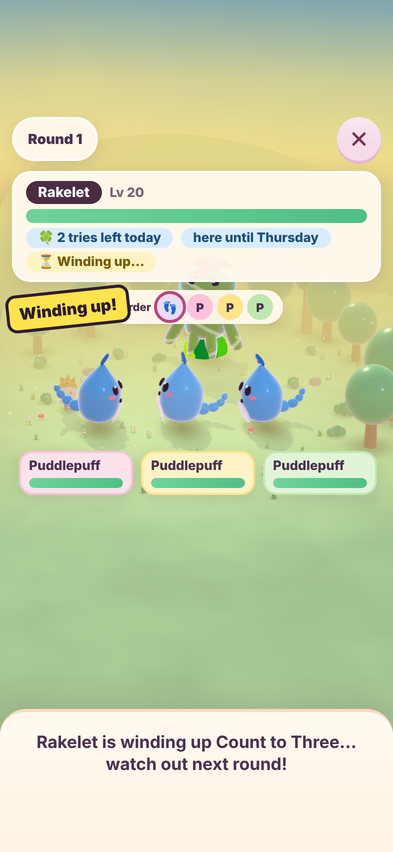 Round 1
Rakelet Lv 20
🍀 2 tries left today here until Thursday
⏳ Winding up...
Winding up!
rder 👣 P P P
Puddlepuff Puddlepuff Puddlepuff
Rakelet is winding up Count to Three...
watch out next round!